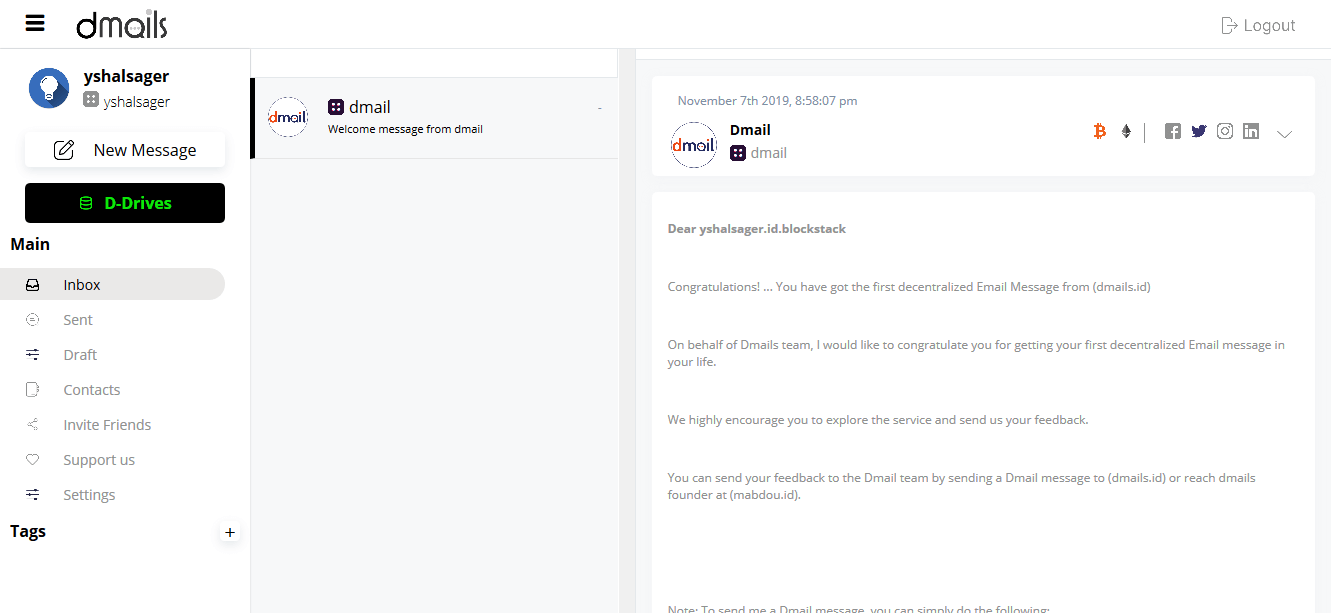 dmails
Logout
yshalsager
yshalsager
New Message
D-Drives
Main
Inbox
Sent
Draft
Contacts
Invite Friends
Support us
Settings
Tags
+
dmail
dmail
-
Welcome message from dmail
November 7th 2019, 8:58:07 pm
dmail
Dmail
dmail
Dear yshalsager.id.blockstack
Congratulations! ... You have got the first decentralized Email Message from (dmails.id)
On behalf of Dmails team, I would like to congratulate you for getting your first decentralized Email message in
your life.
We highly encourage you to explore the service and send us your feedback.
You can send your feedback to the Dmail team by sending a Dmail message to (dmails.id) or reach dmails
founder at (mabdou.id).
Note: To send me a Dmail message, you can simply do the following: